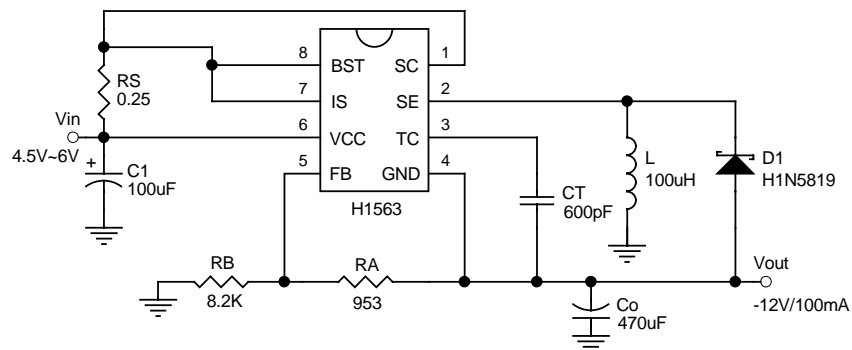 8
BST
SC
1
RS
0.25
7
IS
SE
2
Vin
6
VCC
TC
3
4.5V~6V
+
C1
100uF
5
FB
GND
4
H1563
CT
600pF
L
100uH
D1
H1N5819
RB
8.2K
RA
953
Co
470uF
Vout
-12V/100mA